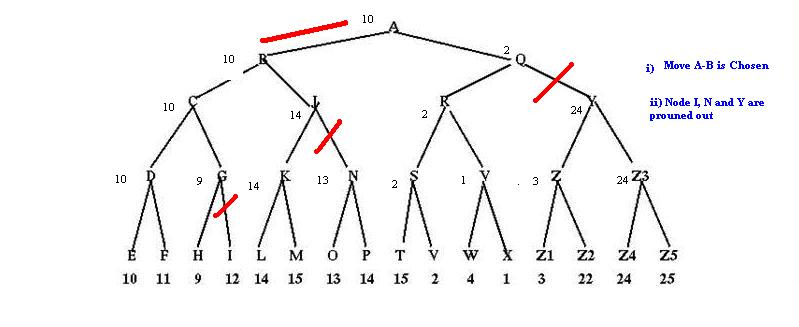 10 A
10 B 2 Q
i) Move A-B is Chosen
10 C 14 J 2 R 24 Y
ii) Node I, N and Y are
prouned out
10 D 9 G 14 K 13 N 2 S 1 V 3 Z 24 Z3
E F H I L M O P T V W X Z1 Z2 Z4 Z5
10 11 9 12 14 15 13 14 15 2 4 1 3 22 24 25